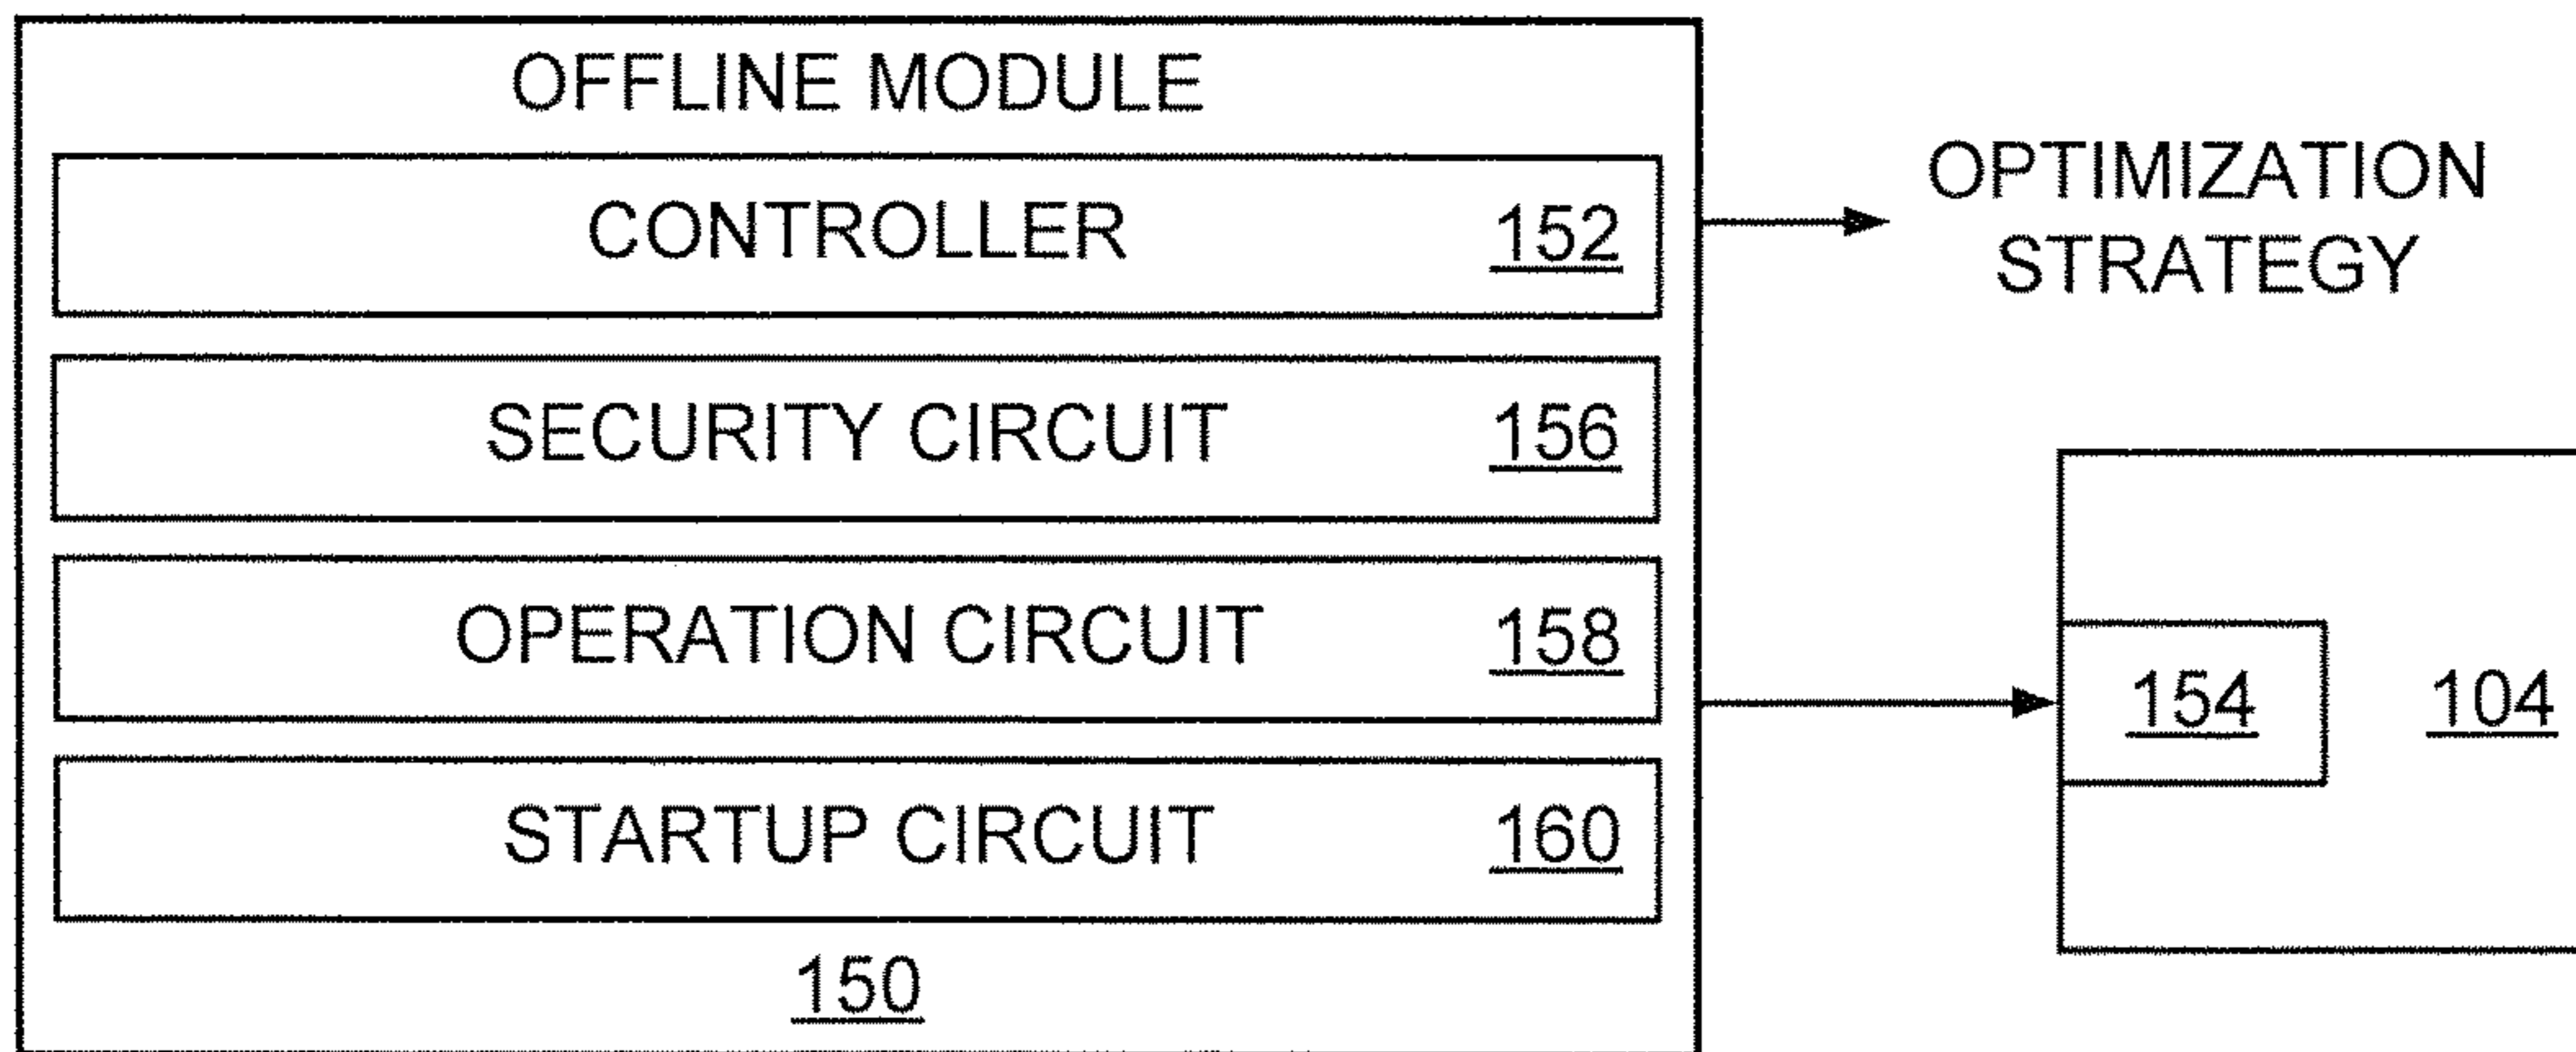 OFFLINE MODULE
CONTROLLER 152
SECURITY CIRCUIT 156
OPERATION CIRCUIT 158
STARTUP CIRCUIT 160
150
OPTIMIZATION
STRATEGY
154 104